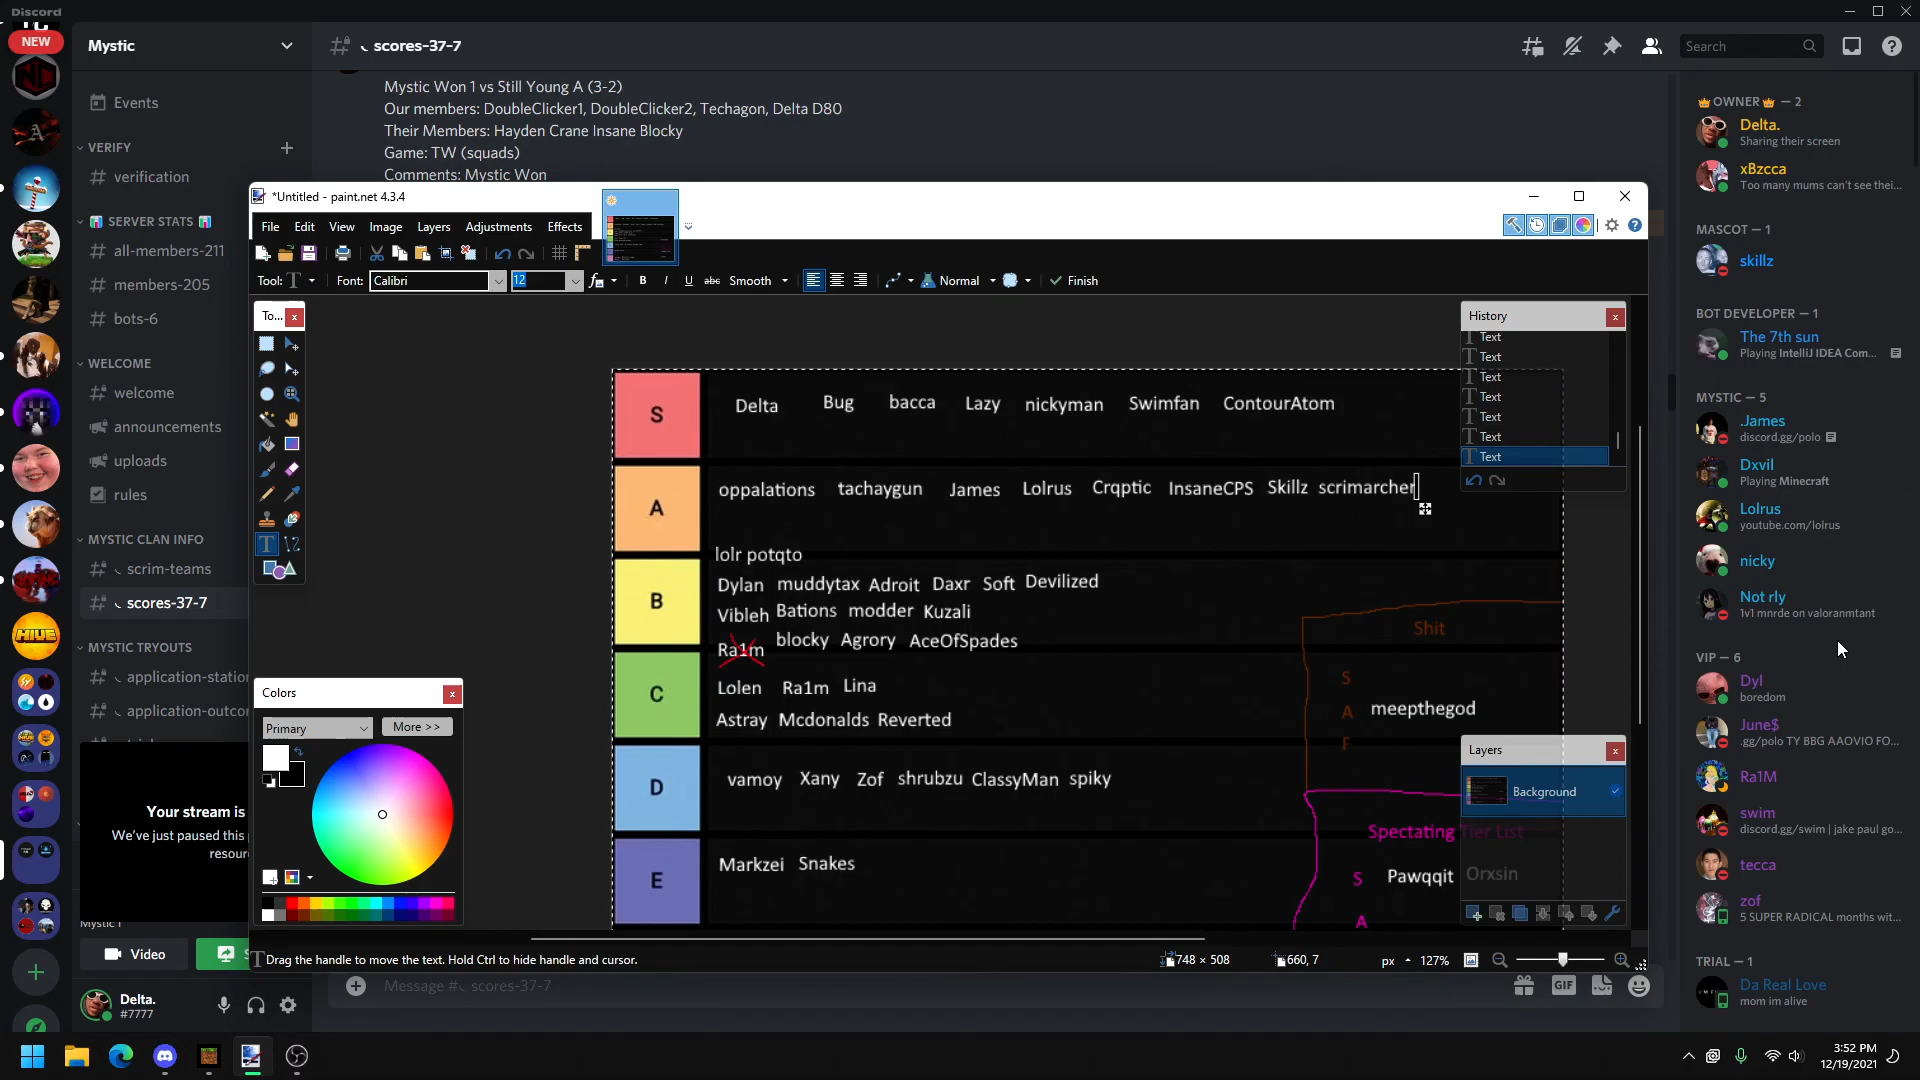 Discord
NEW
Mystic
Events
VERIFY
verification
SERVER STATS
all-members-211
members-205
bots-6
WELCOME
welcome
announcements
uploads
rules
MYSTIC CLAN INFO
scrim-teams
scores-37-7
MYSTIC TRYOUTS
Your stream is
We've just paused this
Video
Delta.
#7777
scores-37-7
Search
Mystic Won 1 vs Still Young A (3-2)
Our members: DoubleClicker1, DoubleClicker2, Techagon, Delta D80
Their Members: Hayden Crane Insane Blocky
Game: TW (squads)
Comments: Mystic Won
*Untitled - paint.net 4.3.4
File Edit View Image Layers Adjustments Effects
Tool: T Font: Calibri 12 B I U abc Smooth Normal Finish
To...
History
Text
Text
Text
Text
Text
Text
Text
S Delta Bug bacca Lazy nickyman Swimfan ContourAtom
A oppalations tachaygun James Lolrus Crqptic InsaneCPS Skillz scrimarcher
lolr potqto
B Dylan muddytax Adroit Daxr Soft Devilized
Vibleh Bations modder Kuzali
Ra1m blocky Agrory AceOfSpades
C Lolen Ra1m Lina
Astray Mcdonalds Reverted
D vamoy Xany Zof shrubzu ClassyMan spiky
E Markzei Snakes
Shit
S
A meepthegod
F
Spectating Tier List
S Pawqqit Orxsin
A
Colors
Primary More >>
Layers
Background
Drag the handle to move the text. Hold Ctrl to hide handle and cursor.
748 × 508
660, 7
px 127%
Message # scores-37-7
GIF
OWNER — 2
Delta.
Sharing their screen
xBzcca
Too many mums can't see thei...
MASCOT — 1
skillz
BOT DEVELOPER — 1
The 7th sun
Playing IntelliJ IDEA Com...
MYSTIC — 5
.James
discord.gg/polo
Dxvil
Playing Minecraft
Lolrus
youtube.com/lolrus
nicky
Not rly
1v1 mnrde on valoranmtant
VIP — 6
Dyl
boredom
June$
.gg/polo TY BBG AAOVIO FO...
Ra1M
swim
discord.gg/swim | jake paul go...
tecca
zof
5 SUPER RADICAL months wit...
TRIAL — 1
Da Real Love
mom im alive
3:52 PM
12/19/2021